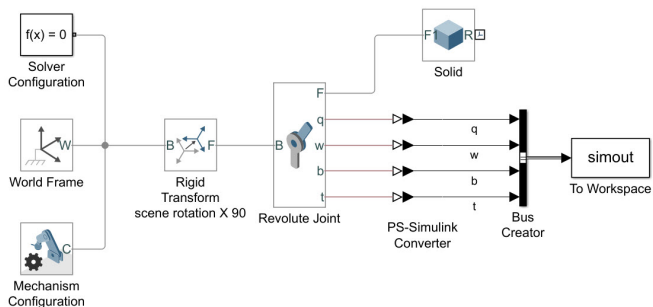 f(x) = 0
Solver
Configuration
W
World Frame
C
Mechanism
Configuration
B F
Rigid
Transform
scene rotation X 90
B
F
q
w
b
t
Revolute Joint
F1 R
Solid
q
w
b
t
PS-Simulink
Converter
Bus
Creator
simout
To Workspace